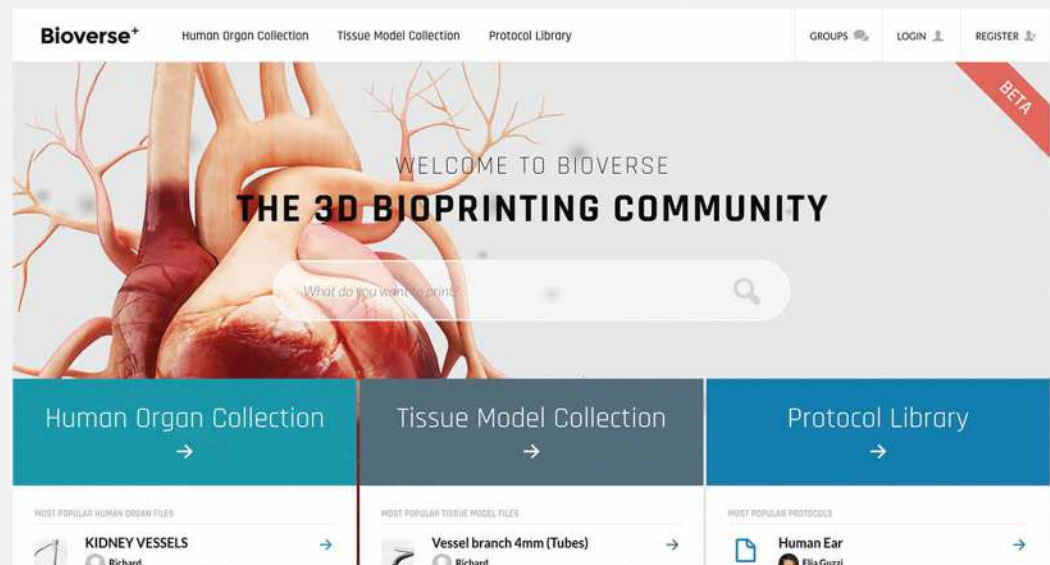 Bioverse+
Human Organ Collection
Tissue Model Collection
Protocol Library
GROUPS
LOGIN
REGISTER
BETA
WELCOME TO BIOVERSE
THE 3D BIOPRINTING COMMUNITY
What do you want to print?
Human Organ Collection
Tissue Model Collection
Protocol Library
MOST POPULAR HUMAN ORGAN FILES
MOST POPULAR TISSUE MODEL FILES
MOST POPULAR PROTOCOLS
KIDNEY VESSELS
Richard
Vessel branch 4mm (Tubes)
Richard
Human Ear
Elia Guzzi